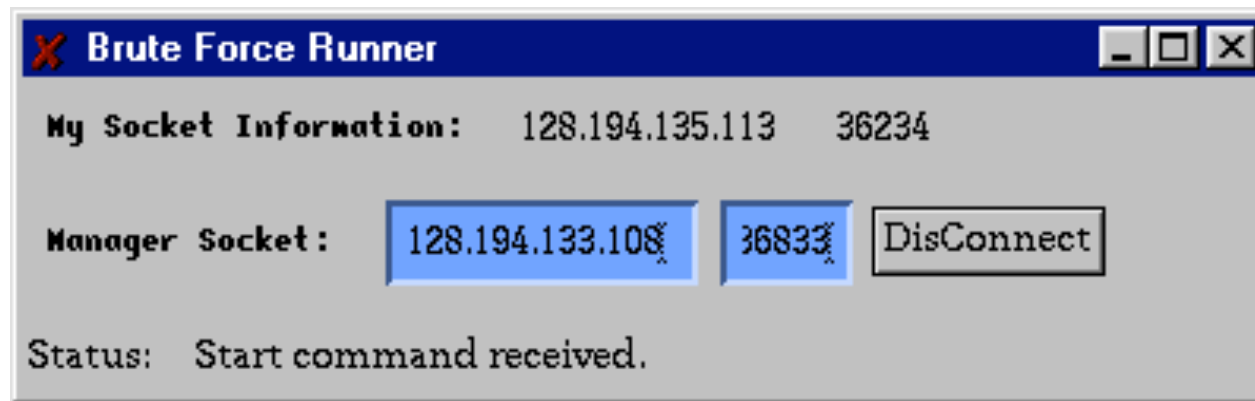 Brute Force Runner
My Socket Information: 128.194.135.113 36234
Manager Socket: 128.194.133.108 36833 DisConnect
Status: Start command received.